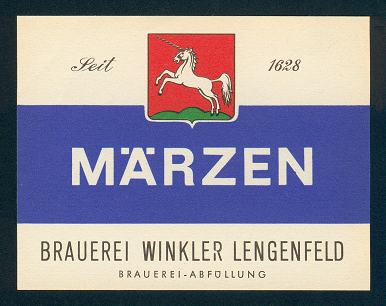 Seit 1628
MÄRZEN
BRAUEREI WINKLER LENGENFELD
BRAUEREI-ABFÜLLUNG